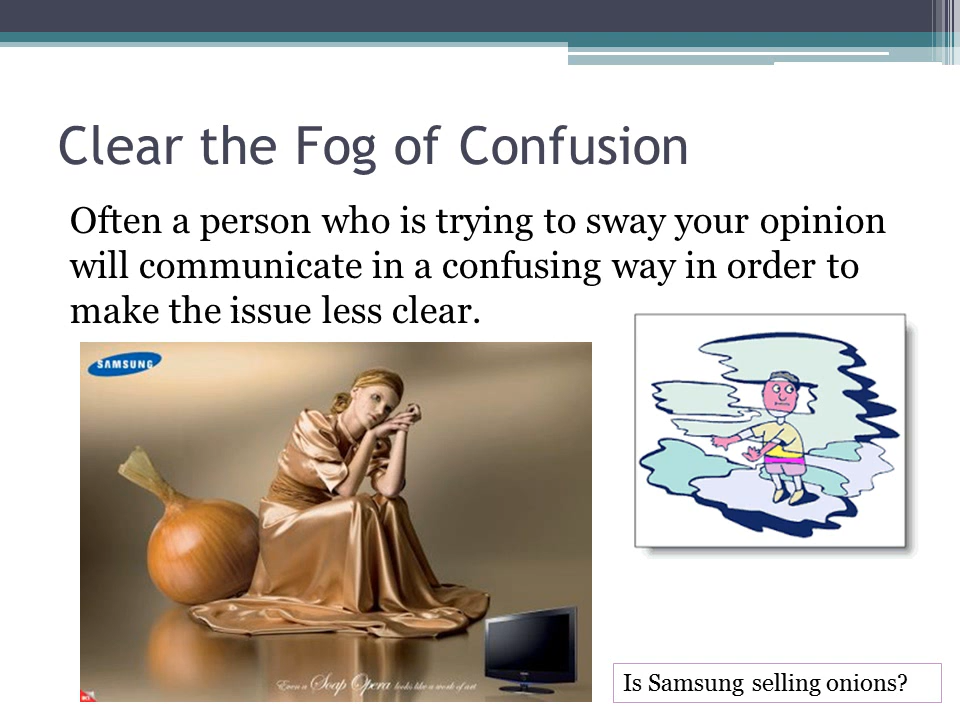 Clear the Fog of Confusion
Often a person who is trying to sway your opinion
will communicate in a confusing way in order to
make the issue less clear.
SAMSUNG
Even a Soap Opera looks like a work of art
Is Samsung selling onions?